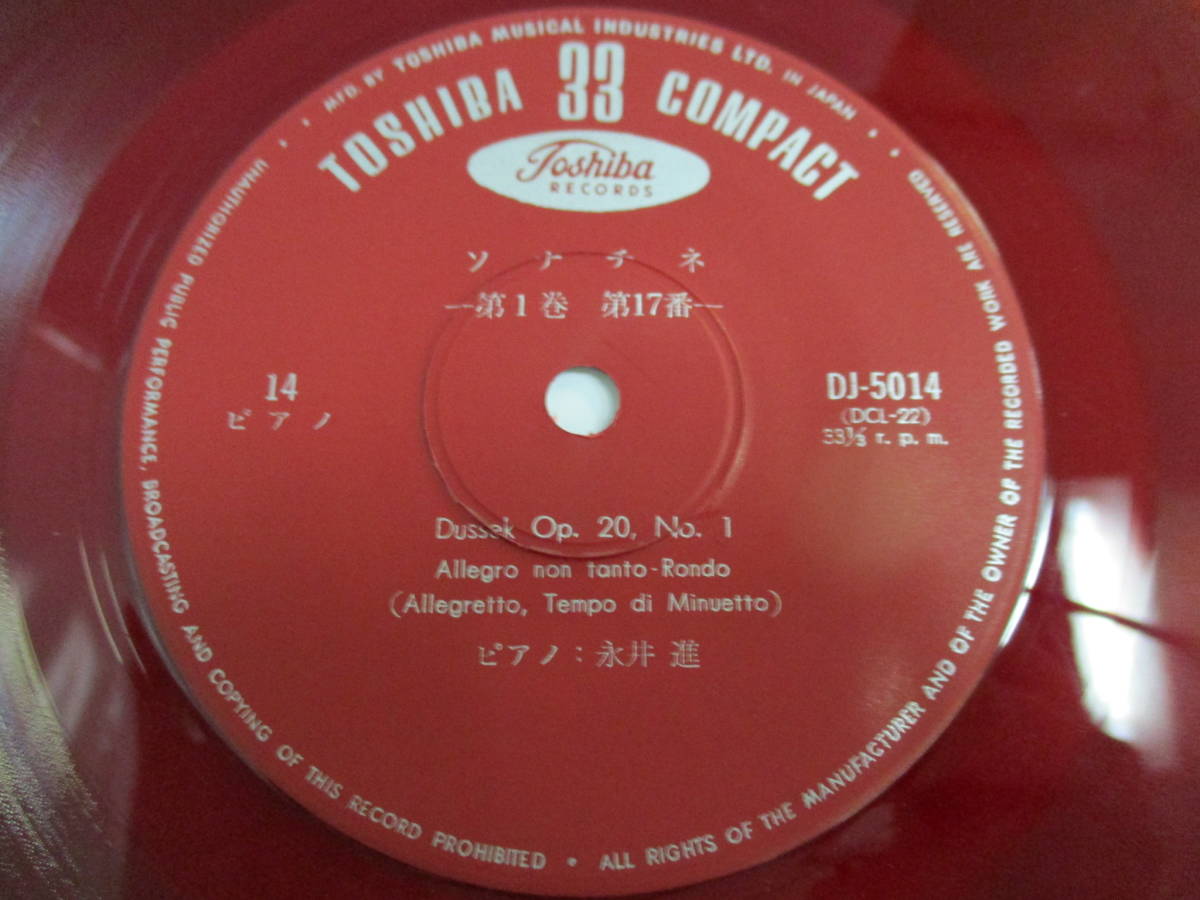 MFD. BY TOSHIBA MUSICAL INDUSTRIES LTD. IN JAPAN
TOSHIBA 33 COMPACT
Toshiba
RECORDS
ソナチネ
―第1巻 第17番―
14
ピアノ
DJ-5014
(DCL-22)
33⅓ r. p. m.
Dussek Op. 20, No. 1
Allegro non tanto-Rondo
(Allegretto, Tempo di Minuetto)
ピアノ：永井 進
UNAUTHORIZED PUBLIC PERFORMANCE, BROADCASTING AND COPYING OF THIS RECORD PROHIBITED • ALL RIGHTS OF THE MANUFACTURER AND OF THE OWNER OF THE RECORDED WORK ARE RESERVED